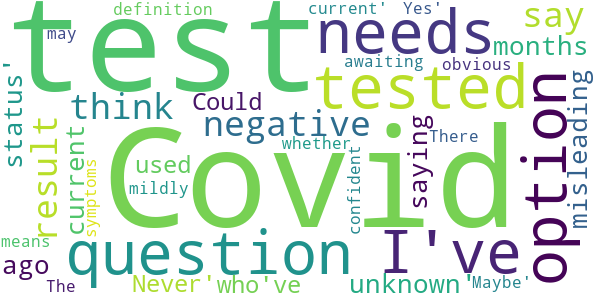 definition current' Yes'
test needs say
may awaiting obvious months
status' think Could tested
result current negative option misleading
symptoms used whether saying There
mildly Covid confident
means question I've
ago Never' who've unknown' Maybe'
The